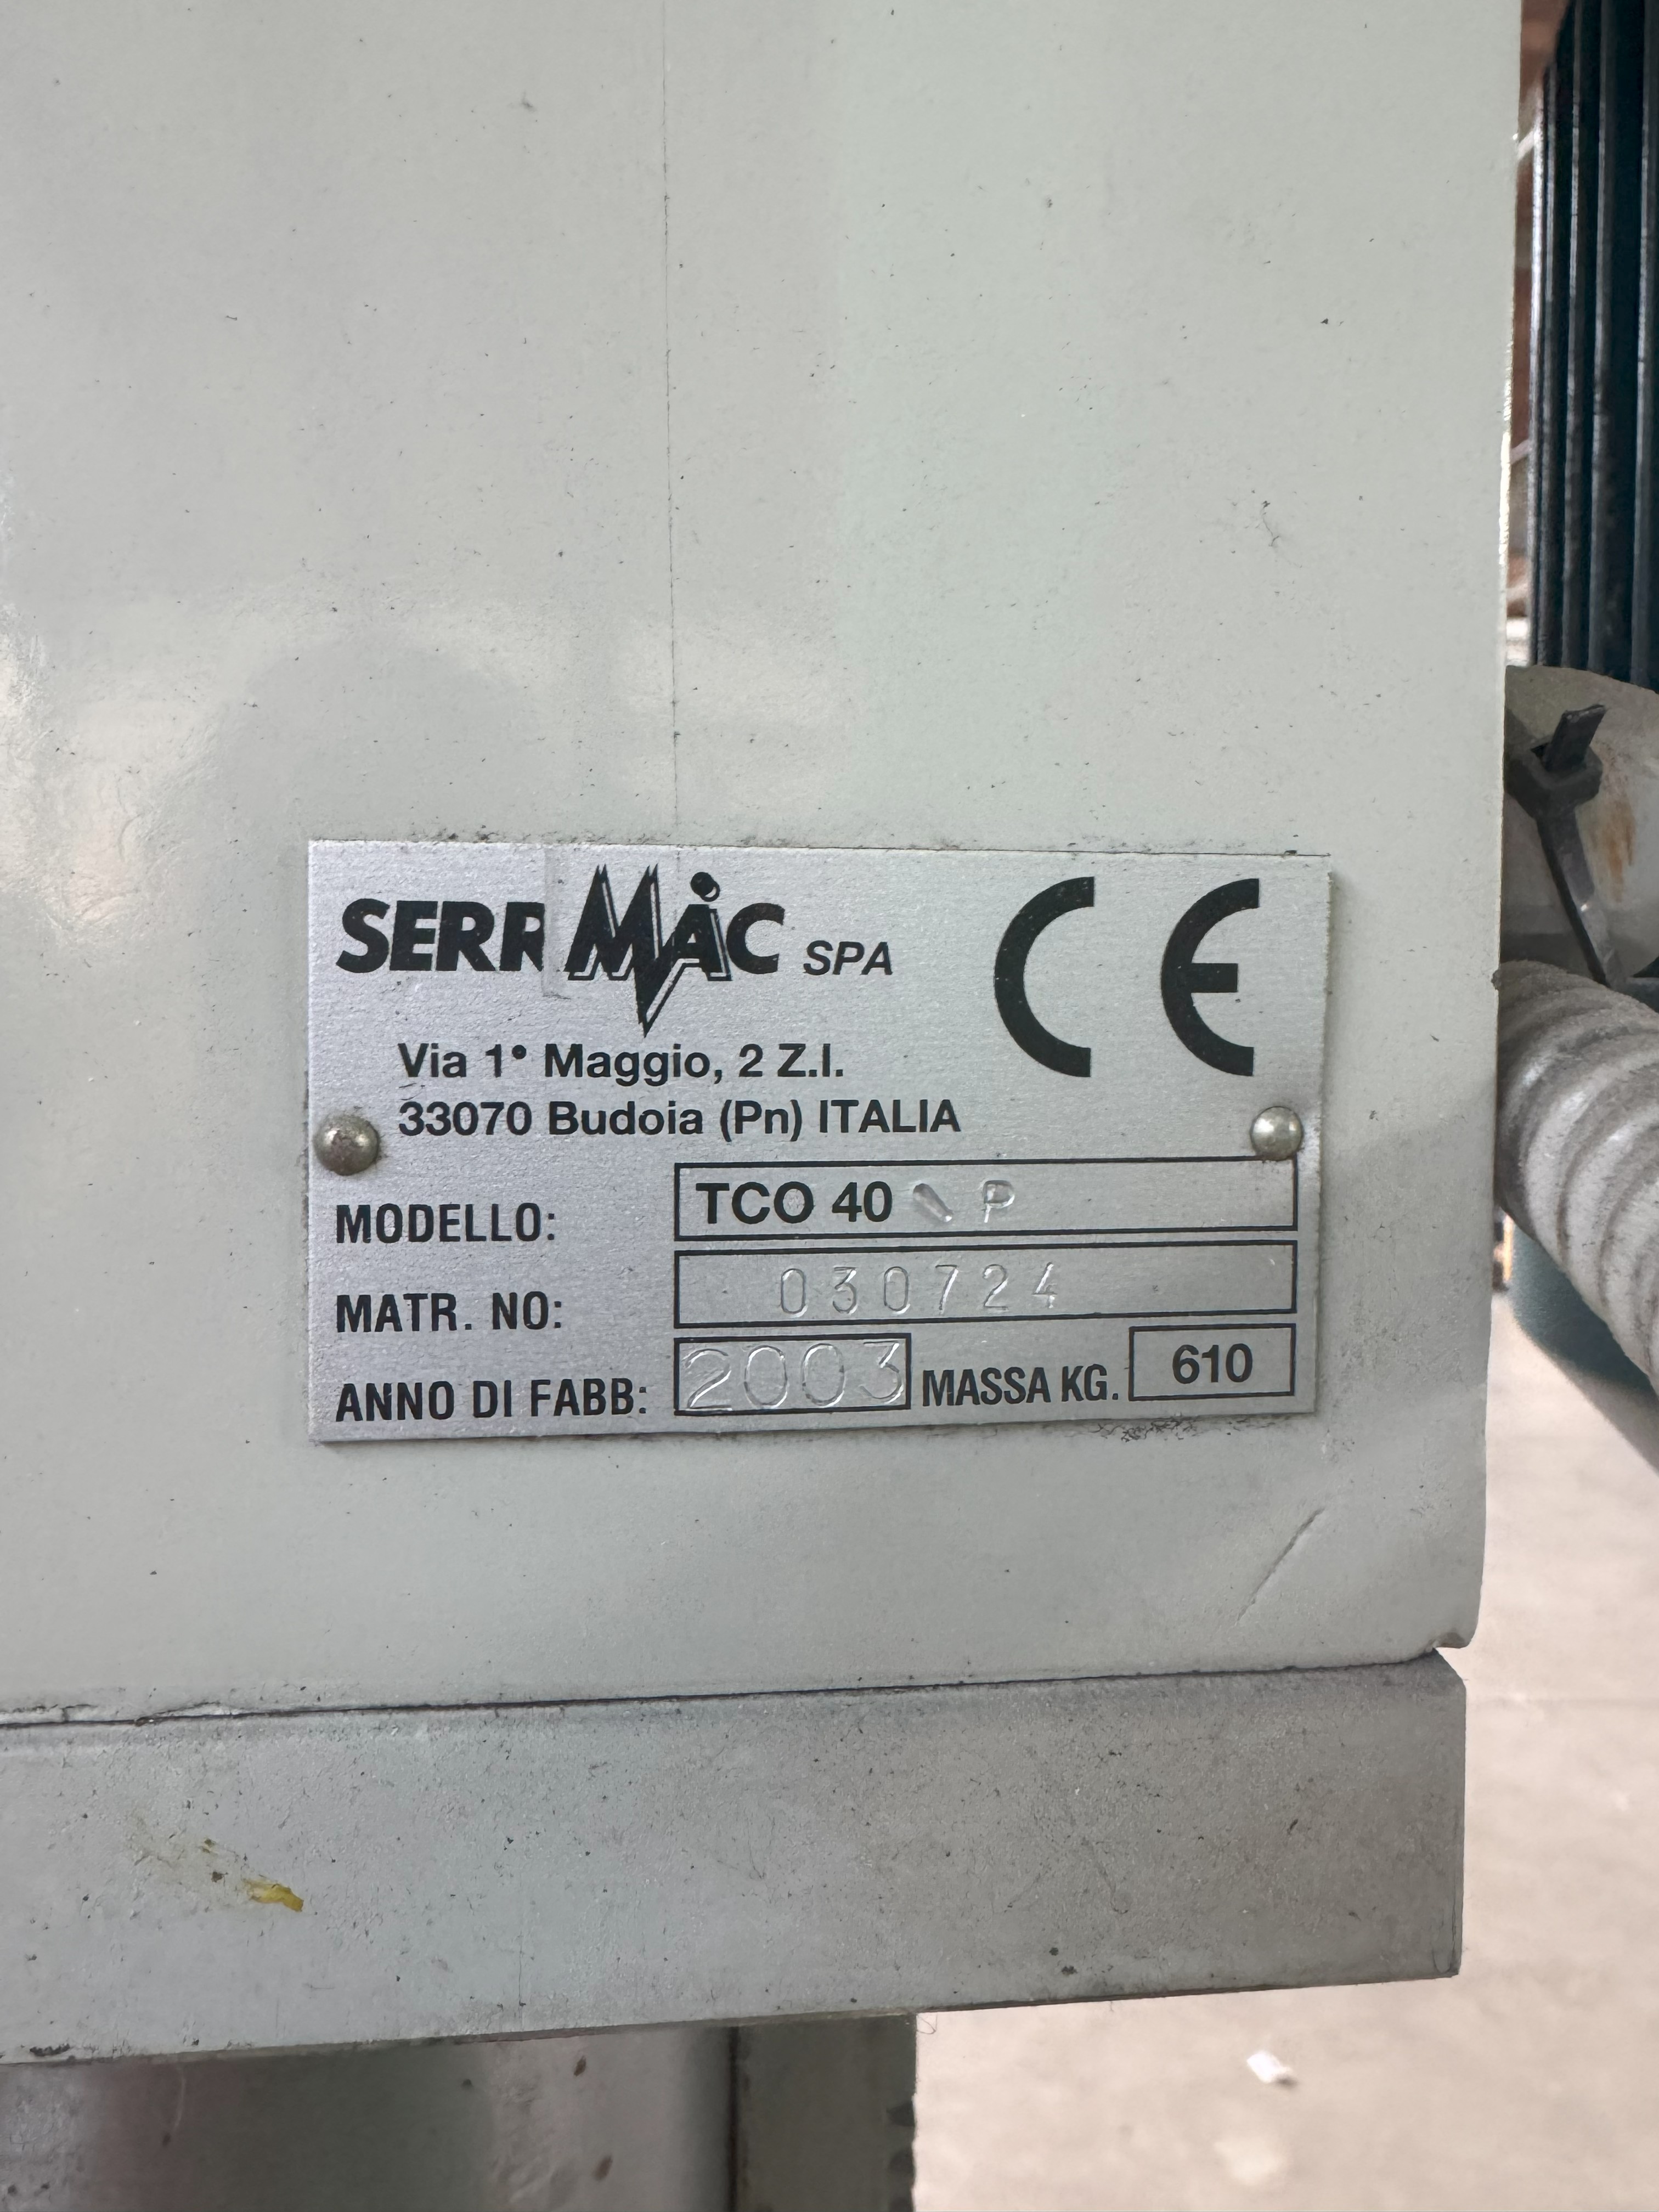 SERRMAC SPA CE
Via 1° Maggio, 2 Z.I.
33070 Budoia (Pn) ITALIA
MODELLO: TCO 40 P
MATR. NO: 030724
ANNO DI FABB: 2003 MASSA KG. 610